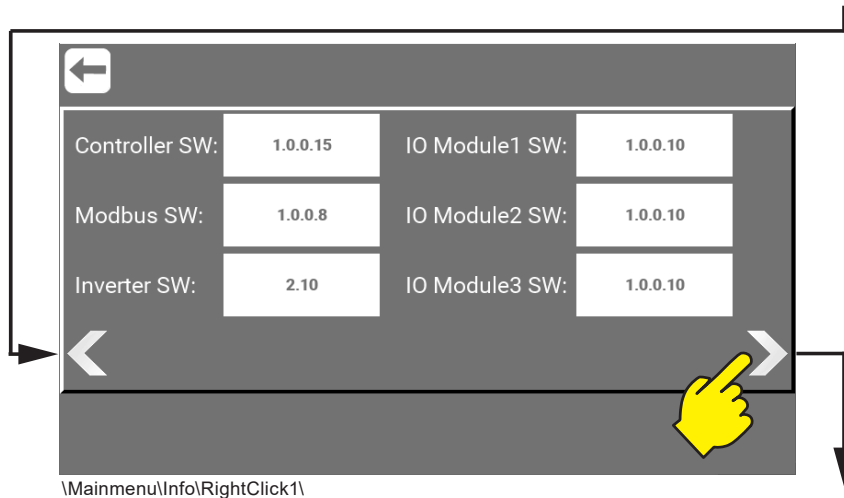 Controller SW: 1.0.0.15 IO Module1 SW: 1.0.0.10
Modbus SW: 1.0.0.8 IO Module2 SW: 1.0.0.10
Inverter SW: 2.10 IO Module3 SW: 1.0.0.10
\Mainmenu\Info\RightClick1\